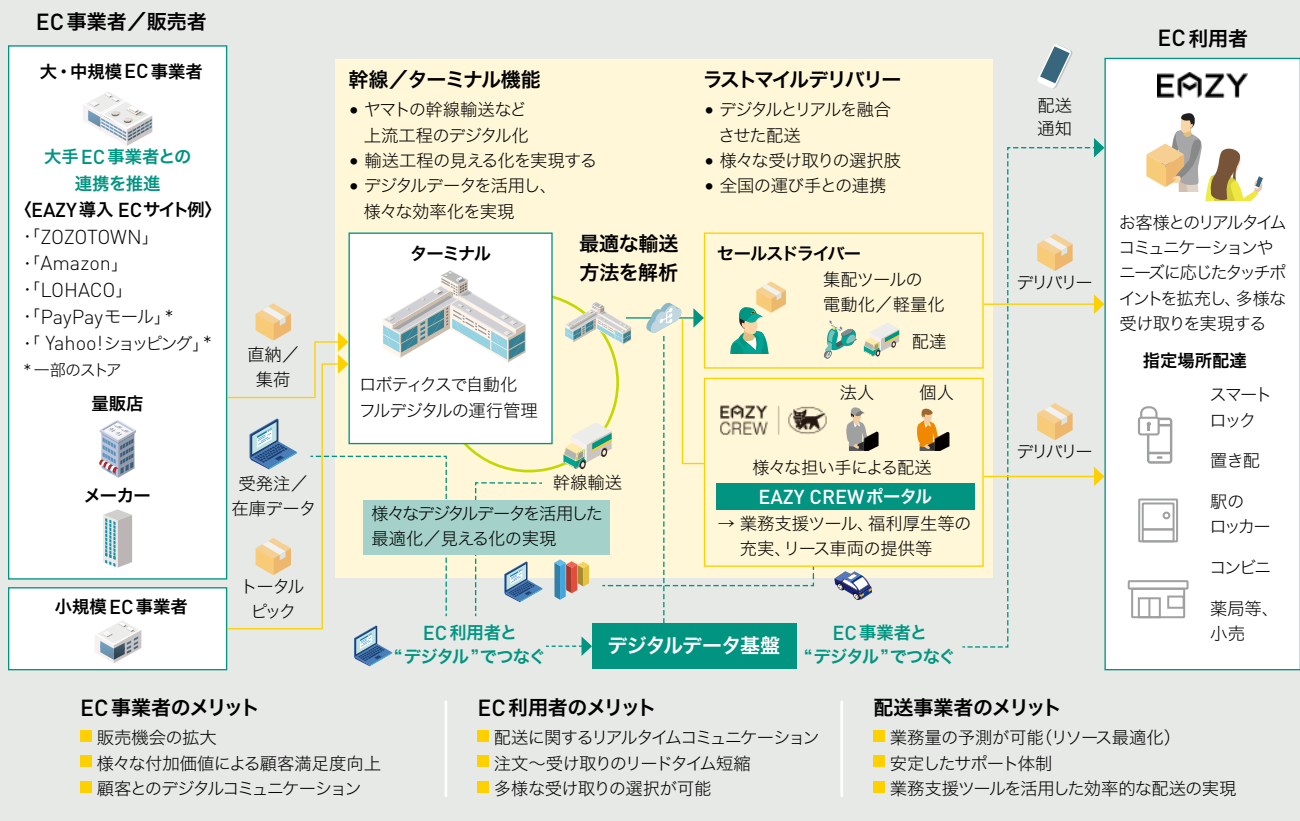 EC事業者／販売者
大・中規模EC事業者
大手EC事業者との
連携を推進
〈EAZY導入 ECサイト例〉
・「ZOZOTOWN」
・「Amazon」
・「LOHACO」
・「PayPayモール」*
・「Yahoo!ショッピング」*
*一部のストア
量販店
メーカー
小規模EC事業者
直納／
集荷
受発注／
在庫データ
トータル
ピック
幹線／ターミナル機能
• ヤマトの幹線輸送など
上流工程のデジタル化
• 輸送工程の見える化を実現する
• デジタルデータを活用し、
様々な効率化を実現
ターミナル
ロボティクスで自動化
フルデジタルの運行管理
最適な輸送
方法を解析
幹線輸送
様々なデジタルデータを活用した
最適化／見える化の実現
ラストマイルデリバリー
• デジタルとリアルを融合
させた配送
• 様々な受け取りの選択肢
• 全国の運び手との連携
セールスドライバー
集配ツールの
電動化／軽量化
配達
EAZY
CREW
法人
個人
様々な担い手による配送
EAZY CREWポータル
→ 業務支援ツール、福利厚生等の
充実、リース車両の提供等
EC利用者と
“デジタル”でつなぐ
デジタルデータ基盤
EC事業者と
“デジタル”でつなぐ
配送
通知
デリバリー
デリバリー
EC利用者
EAZY
お客様とのリアルタイム
コミュニケーションや
ニーズに応じたタッチポ
イントを拡充し、多様な
受け取りを実現する
指定場所配達
スマート
ロック
置き配
駅の
ロッカー
コンビニ
薬局等、
小売
EC事業者のメリット
■ 販売機会の拡大
■ 様々な付加価値による顧客満足度向上
■ 顧客とのデジタルコミュニケーション
EC利用者のメリット
■ 配送に関するリアルタイムコミュニケーション
■ 注文〜受け取りのリードタイム短縮
■ 多様な受け取りの選択が可能
配送事業者のメリット
■ 業務量の予測が可能（リソース最適化）
■ 安定したサポート体制
■ 業務支援ツールを活用した効率的な配送の実現